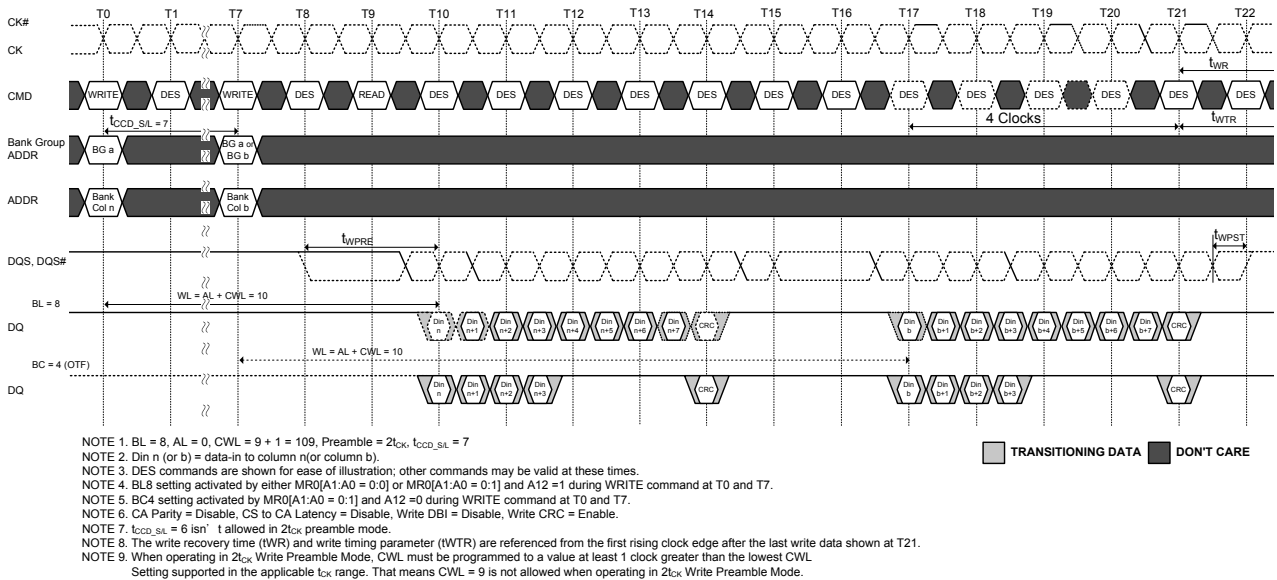 T0 T1 T7 T8 T9 T10 T11 T12 T13 T14 T15 T16 T17 T18 T19 T20 T21 T22
CK#
CK
tWR
CMD WRITE DES WRITE DES READ DES DES DES DES DES DES DES DES DES DES DES DES DES
tCCD_S/L = 7
4 Clocks
tWTR
Bank Group
ADDR
BG a
BG a or
BG b
ADDR
Bank
Col n
Bank
Col b
tWPRE
tWPST
DQS, DQS#
BL = 8
WL = AL + CWL = 10
DQ
Din
n
Din
n+1
Din
n+2
Din
n+3
Din
n+4
Din
n+5
Din
n+6
Din
n+7
CRC
Din
b
Din
b+1
Din
b+2
Din
b+3
Din
b+4
Din
b+5
Din
b+6
Din
b+7
CRC
WL = AL + CWL = 10
BC = 4 (OTF)
DQ
Din
n
Din
n+1
Din
n+2
Din
n+3
CRC
Din
b
Din
b+1
Din
b+2
Din
b+3
CRC
NOTE 1. BL = 8, AL = 0, CWL = 9 + 1 = 109, Preamble = 2tCK, tCCD_S/L = 7
NOTE 2. Din n (or b) = data-in to column n(or column b).
NOTE 3. DES commands are shown for ease of illustration; other commands may be valid at these times.
NOTE 4. BL8 setting activated by either MR0[A1:A0 = 0:0] or MR0[A1:A0 = 0:1] and A12 =1 during WRITE command at T0 and T7.
NOTE 5. BC4 setting activated by MR0[A1:A0 = 0:1] and A12 =0 during WRITE command at T0 and T7.
NOTE 6. CA Parity = Disable, CS to CA Latency = Disable, Write DBI = Disable, Write CRC = Enable.
NOTE 7. tCCD_S/L = 6 isn’ t allowed in 2tCK preamble mode.
NOTE 8. The write recovery time (tWR) and write timing parameter (tWTR) are referenced from the first rising clock edge after the last write data shown at T21.
NOTE 9. When operating in 2tCK Write Preamble Mode, CWL must be programmed to a value at least 1 clock greater than the lowest CWL
Setting supported in the applicable tCK range. That means CWL = 9 is not allowed when operating in 2tCK Write Preamble Mode.
TRANSITIONING DATA
DON'T CARE